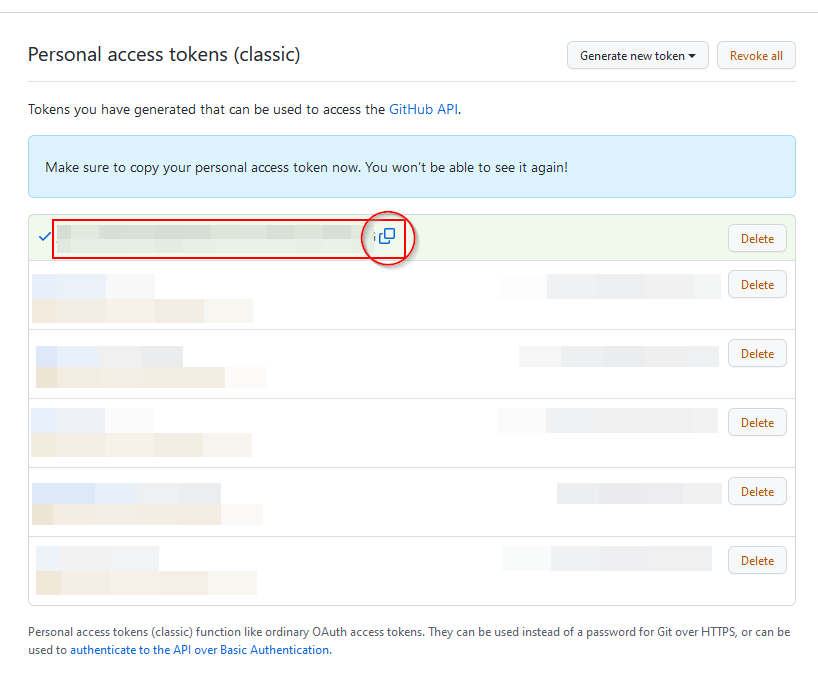 Personal access tokens (classic)
Generate new token
Revoke all
Tokens you have generated that can be used to access the GitHub API.
Make sure to copy your personal access token now. You won't be able to see it again!
Delete
Delete
Delete
Delete
Delete
Delete
Personal access tokens (classic) function like ordinary OAuth access tokens. They can be used instead of a password for Git over HTTPS, or can be
used to authenticate to the API over Basic Authentication.